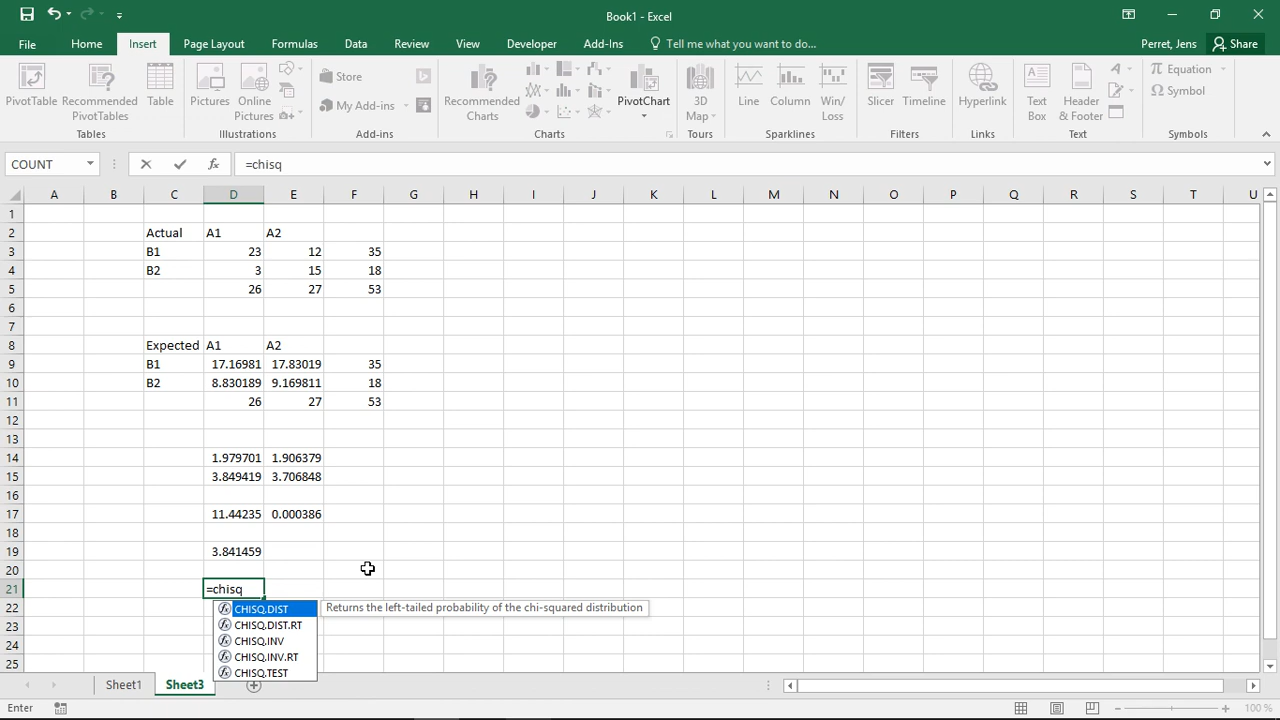 Book1 - Excel
File Home Insert Page Layout Formulas Data Review View Developer Add-Ins Tell me what you want to do... Perret, Jens Share
PivotTable Recommended PivotTables Table
Tables
Pictures Online Pictures
Illustrations
Store
My Add-ins
Add-ins
Recommended Charts PivotChart
Charts
3D Map
Tours
Line Column Win/Loss
Sparklines
Slicer Timeline
Filters
Hyperlink
Links
Text Box Header & Footer
Text
Equation
Symbol
Symbols
COUNT =chisq
A B C D E F G H I J K L M N O P Q R S T U
1
2 Actual A1 A2
3 B1 23 12 35
4 B2 3 15 18
5 26 27 53
6
7
8 Expected A1 A2
9 B1 17.16981 17.83019 35
10 B2 8.830189 9.169811 18
11 26 27 53
12
13
14 1.979701 1.906379
15 3.849419 3.706848
16
17 11.44235 0.000386
18
19 3.841459
20
21 =chisq
22 CHISQ.DIST Returns the left-tailed probability of the chi-squared distribution
23 CHISQ.DIST.RT
24 CHISQ.INV
CHISQ.INV.RT
25 CHISQ.TEST
Sheet1 Sheet3
Enter 100 %